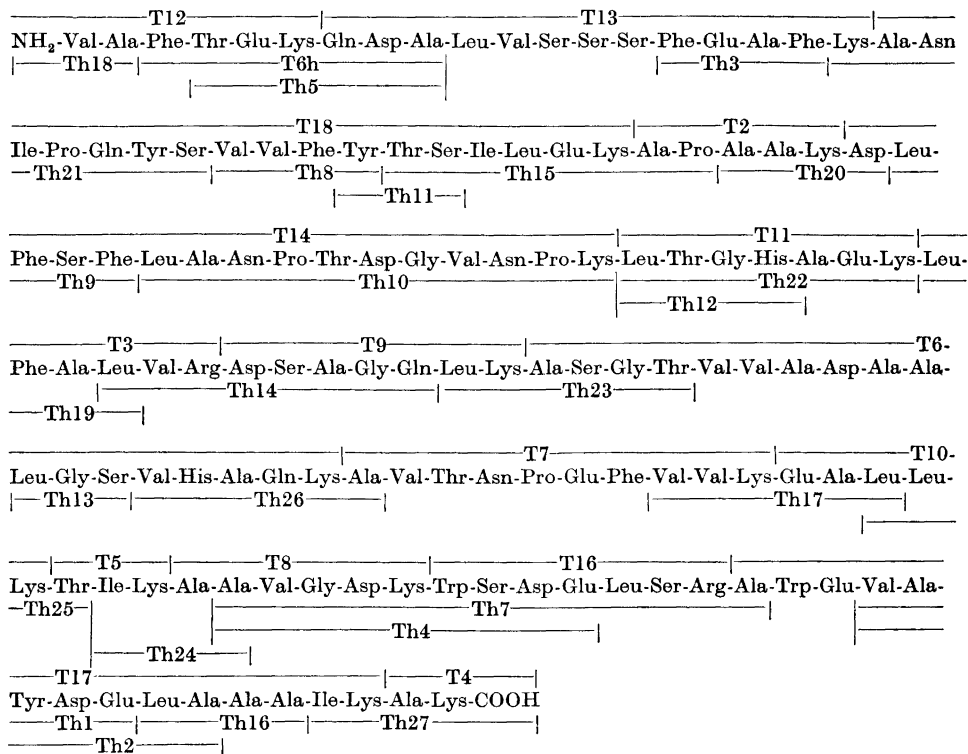 T12 T13
NH2-Val-Ala-Phe-Thr-Glu-Lys-Gln-Asp-Ala-Leu-Val-Ser-Ser-Ser-Phe-Glu-Ala-Phe-Lys-Ala-Asn
Th18 T6h Th3
Th5
T18 T2
Ile-Pro-Gln-Tyr-Ser-Val-Val-Phe-Tyr-Thr-Ser-Ile-Leu-Glu-Lys-Ala-Pro-Ala-Ala-Lys-Asp-Leu-
Th21 Th8 Th15 Th20
Th11
T14 T11
Phe-Ser-Phe-Leu-Ala-Asn-Pro-Thr-Asp-Gly-Val-Asn-Pro-Lys-Leu-Thr-Gly-His-Ala-Glu-Lys-Leu-
Th9 Th10 Th22
Th12
T3 T9 T6-
Phe-Ala-Leu-Val-Arg-Asp-Ser-Ala-Gly-Gln-Leu-Lys-Ala-Ser-Gly-Thr-Val-Val-Ala-Asp-Ala-Ala-
Th14 Th23
Th19
T7 T10-
Leu-Gly-Ser-Val-His-Ala-Gln-Lys-Ala-Val-Thr-Asn-Pro-Glu-Phe-Val-Val-Lys-Glu-Ala-Leu-Leu-
Th13 Th26 Th17
T5 T8 T16
Lys-Thr-Ile-Lys-Ala-Ala-Val-Gly-Asp-Lys-Trp-Ser-Asp-Glu-Leu-Ser-Arg-Ala-Trp-Glu-Val-Ala-
Th25 Th7
Th4
Th24
T17 T4
Tyr-Asp-Glu-Leu-Ala-Ala-Ala-Ile-Lys-Ala-Lys-COOH
Th1 Th16 Th27
Th2